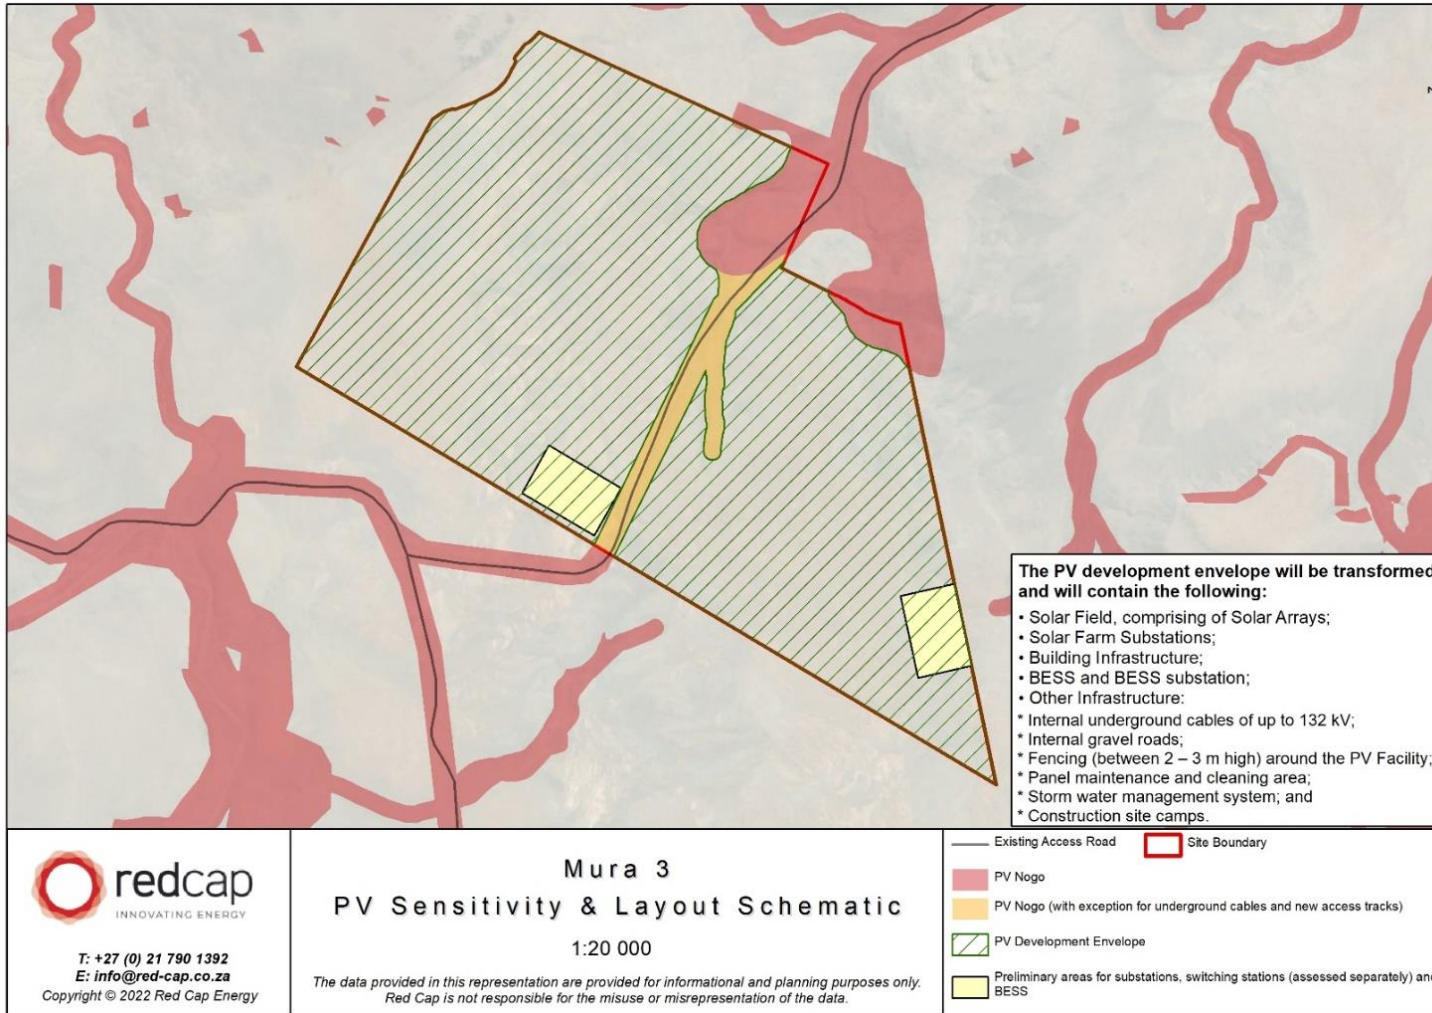 The PV development envelope will be transformed
and will contain the following:
• Solar Field, comprising of Solar Arrays;
• Solar Farm Substations;
• Building Infrastructure;
• BESS and BESS substation;
• Other Infrastructure:
* Internal underground cables of up to 132 kV;
* Internal gravel roads;
* Fencing (between 2 – 3 m high) around the PV Facility;
* Panel maintenance and cleaning area;
* Storm water management system; and
* Construction site camps.
redcap
INNOVATING ENERGY
T: +27 (0) 21 790 1392
E: info@red-cap.co.za
Copyright © 2022 Red Cap Energy
Mura 3
PV Sensitivity & Layout Schematic
1:20 000
The data provided in this representation are provided for informational and planning purposes only.
Red Cap is not responsible for the misuse or misrepresentation of the data.
Existing Access Road Site Boundary
PV Nogo
PV Nogo (with exception for underground cables and new access tracks)
PV Development Envelope
Preliminary areas for substations, switching stations (assessed separately) and
BESS